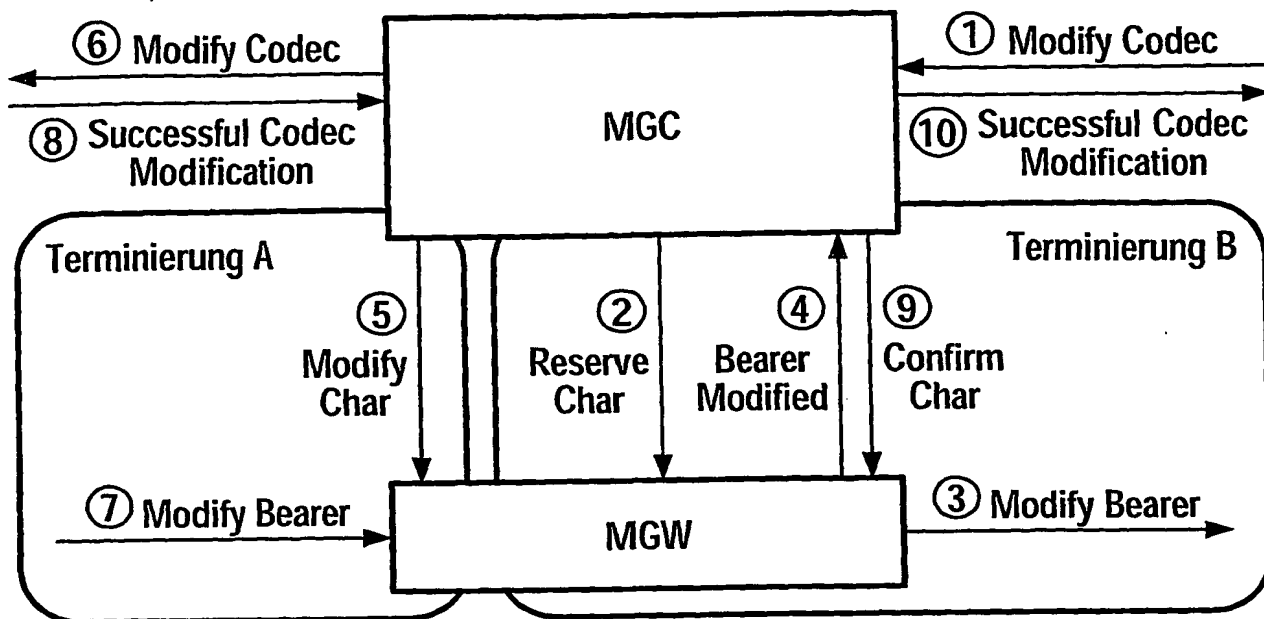 ⑥ Modify Codec
① Modify Codec
MGC
⑧ Successful Codec
Modification
⑩ Successful Codec
Modification
Terminierung A
Terminierung B
⑤
Modify
Char
②
Reserve
Char
④
Bearer
Modified
⑨
Confirm
Char
⑦ Modify Bearer
MGW
③ Modify Bearer